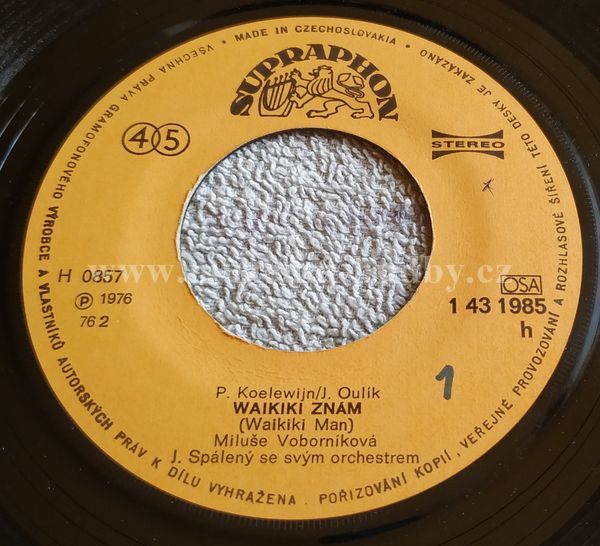 MADE IN CZECHOSLOVAKIA •
VŠECHNA PRÁVA GRAMOFONOVÉHO VÝROBCE A VLASTNÍKŮ AUTORSKÝCH PRÁV K DÍLU VYHRAŽENA. POŘIZOVÁNÍ KOPIÍ, VEŘEJNÉ PROVOZOVÁNÍ A ROZHLASOVÉ ŠÍŘENÍ TÉTO DESKY JE ZAKÁZÁNO
SUPRAPHON
45
STEREO
H 0857
Ⓟ 1976
76 2
OSA
1 43 1985
h
1
P. Koelewijn/J. Oulík
WAIKIKI ZNÁM
(Waikiki Man)
Miluše Voborníková
J. Spálený se svým orchestrem